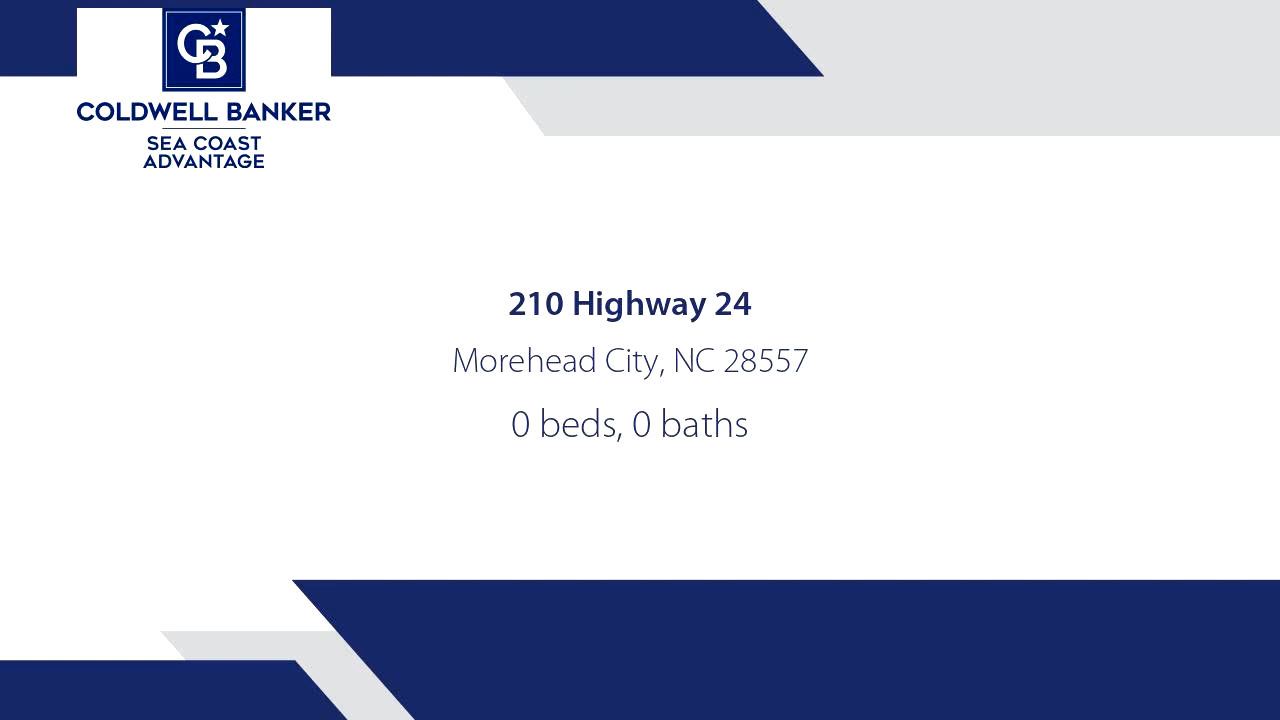 CB
COLDWELL BANKER
SEA COAST
ADVANTAGE
210 Highway 24
Morehead City, NC 28557
0 beds, 0 baths